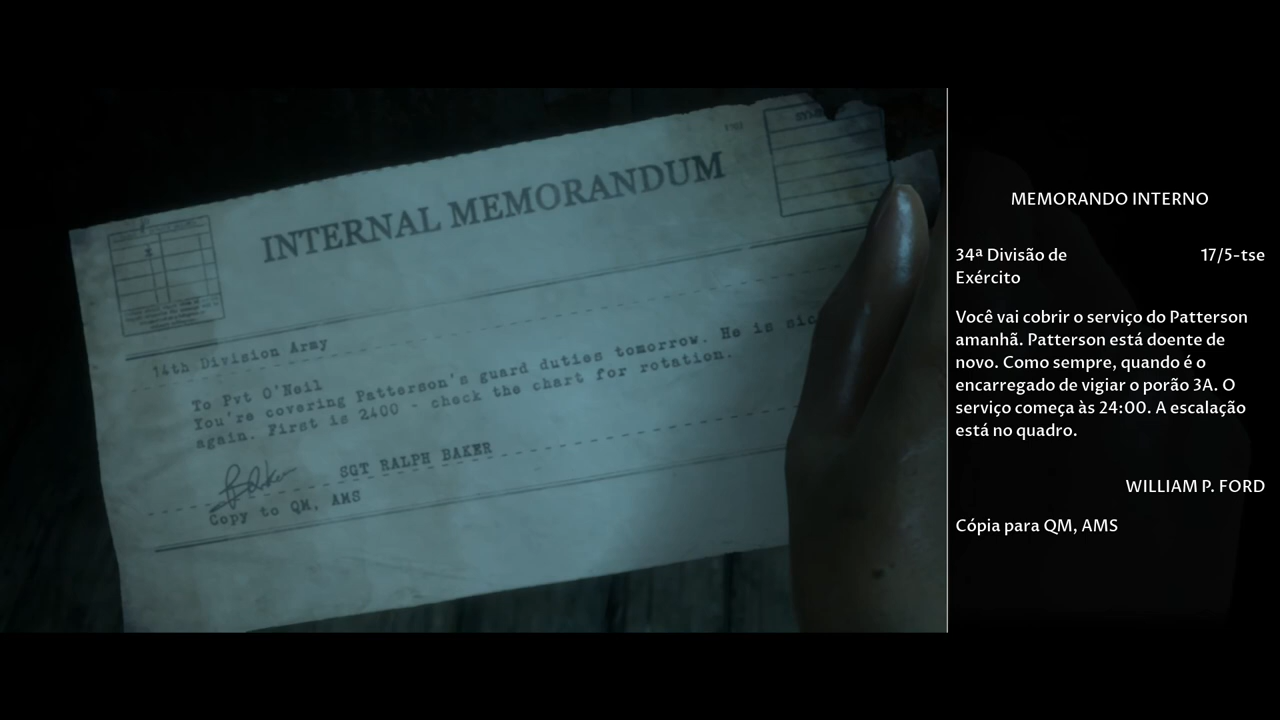 INTERNAL MEMORANDUM
14th Division Army
To Pvt O'Neil
You're covering Patterson's guard duties tomorrow. He is
again. First is 2400 - check the chart for rotation.
SGT RALPH BAKER
Copy to QM, AMS
MEMORANDO INTERNO
34ª Divisão de 17/5-tse
Exército
Você vai cobrir o serviço do Patterson
amanhã. Patterson está doente de
novo. Como sempre, quando é o
encarregado de vigiar o porão 3A. O
serviço começa às 24:00. A escalação
está no quadro.
WILLIAM P. FORD
Cópia para QM, AMS